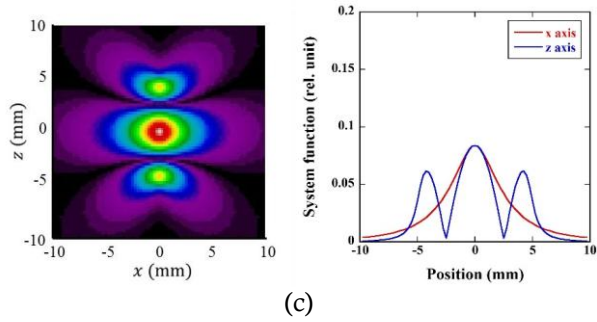 10
5
0
-5
-10
z (mm)
-10 -5 0 5 10
x (mm)
0.2
0.15
0.1
0.05
0
System function (rel. unit)
x axis
z axis
-10 -5 0 5 10
Position (mm)
(c)